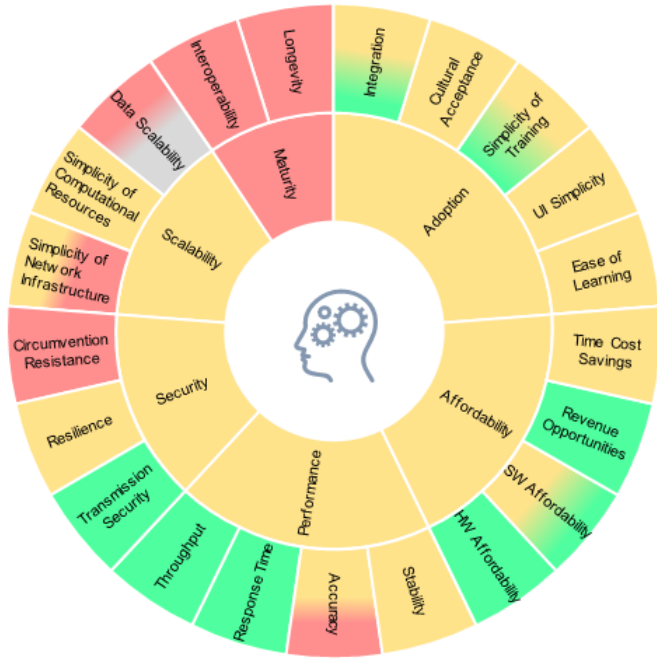 Integration
Cultural
Acceptance
Simplicity of
Training
UI Simplicity
Ease of
Learning
Time Cost
Savings
Revenue
Opportunities
SW Affordability
HW Affordability
Stability
Accuracy
Response Time
Throughput
Transmission
Security
Resilience
Circumvention
Resistance
Simplicity of
Network
Infrastructure
Simplicity of
Computational
Resources
Data Scalability
Interoperability
Longevity
Adoption
Affordability
Performance
Security
Scalability
Maturity